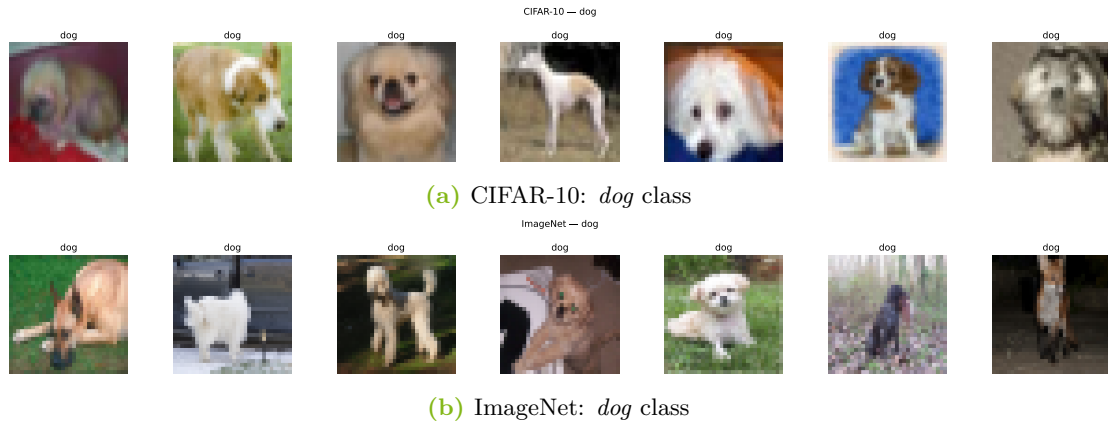 CIFAR-10 — dog
dog dog dog dog dog dog dog
(a) CIFAR-10: dog class
ImageNet — dog
dog dog dog dog dog dog dog
(b) ImageNet: dog class